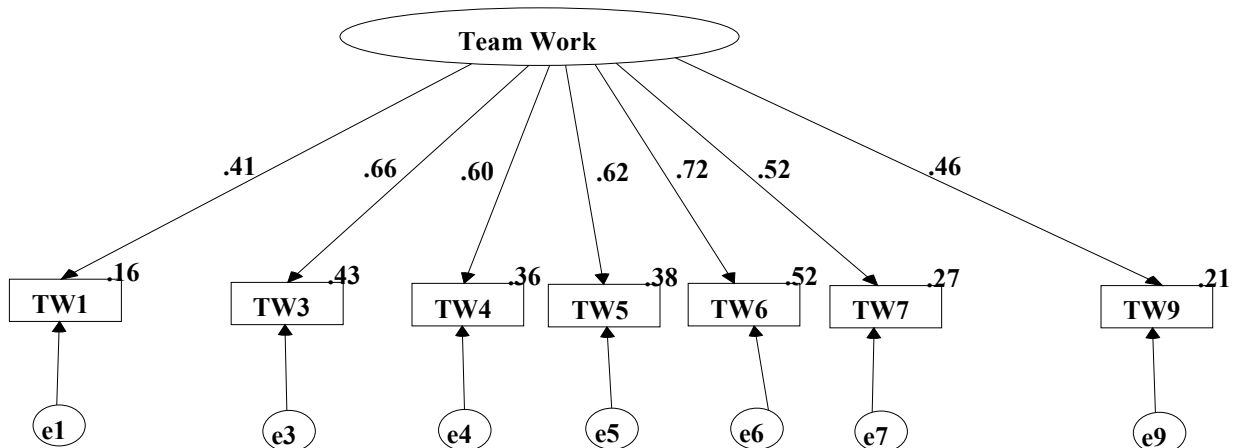 Team Work
.41 .66 .60 .62 .72 .52 .46
.16 .43 .36 .38 .52 .27 .21
TW1 TW3 TW4 TW5 TW6 TW7 TW9
e1 e3 e4 e5 e6 e7 e9